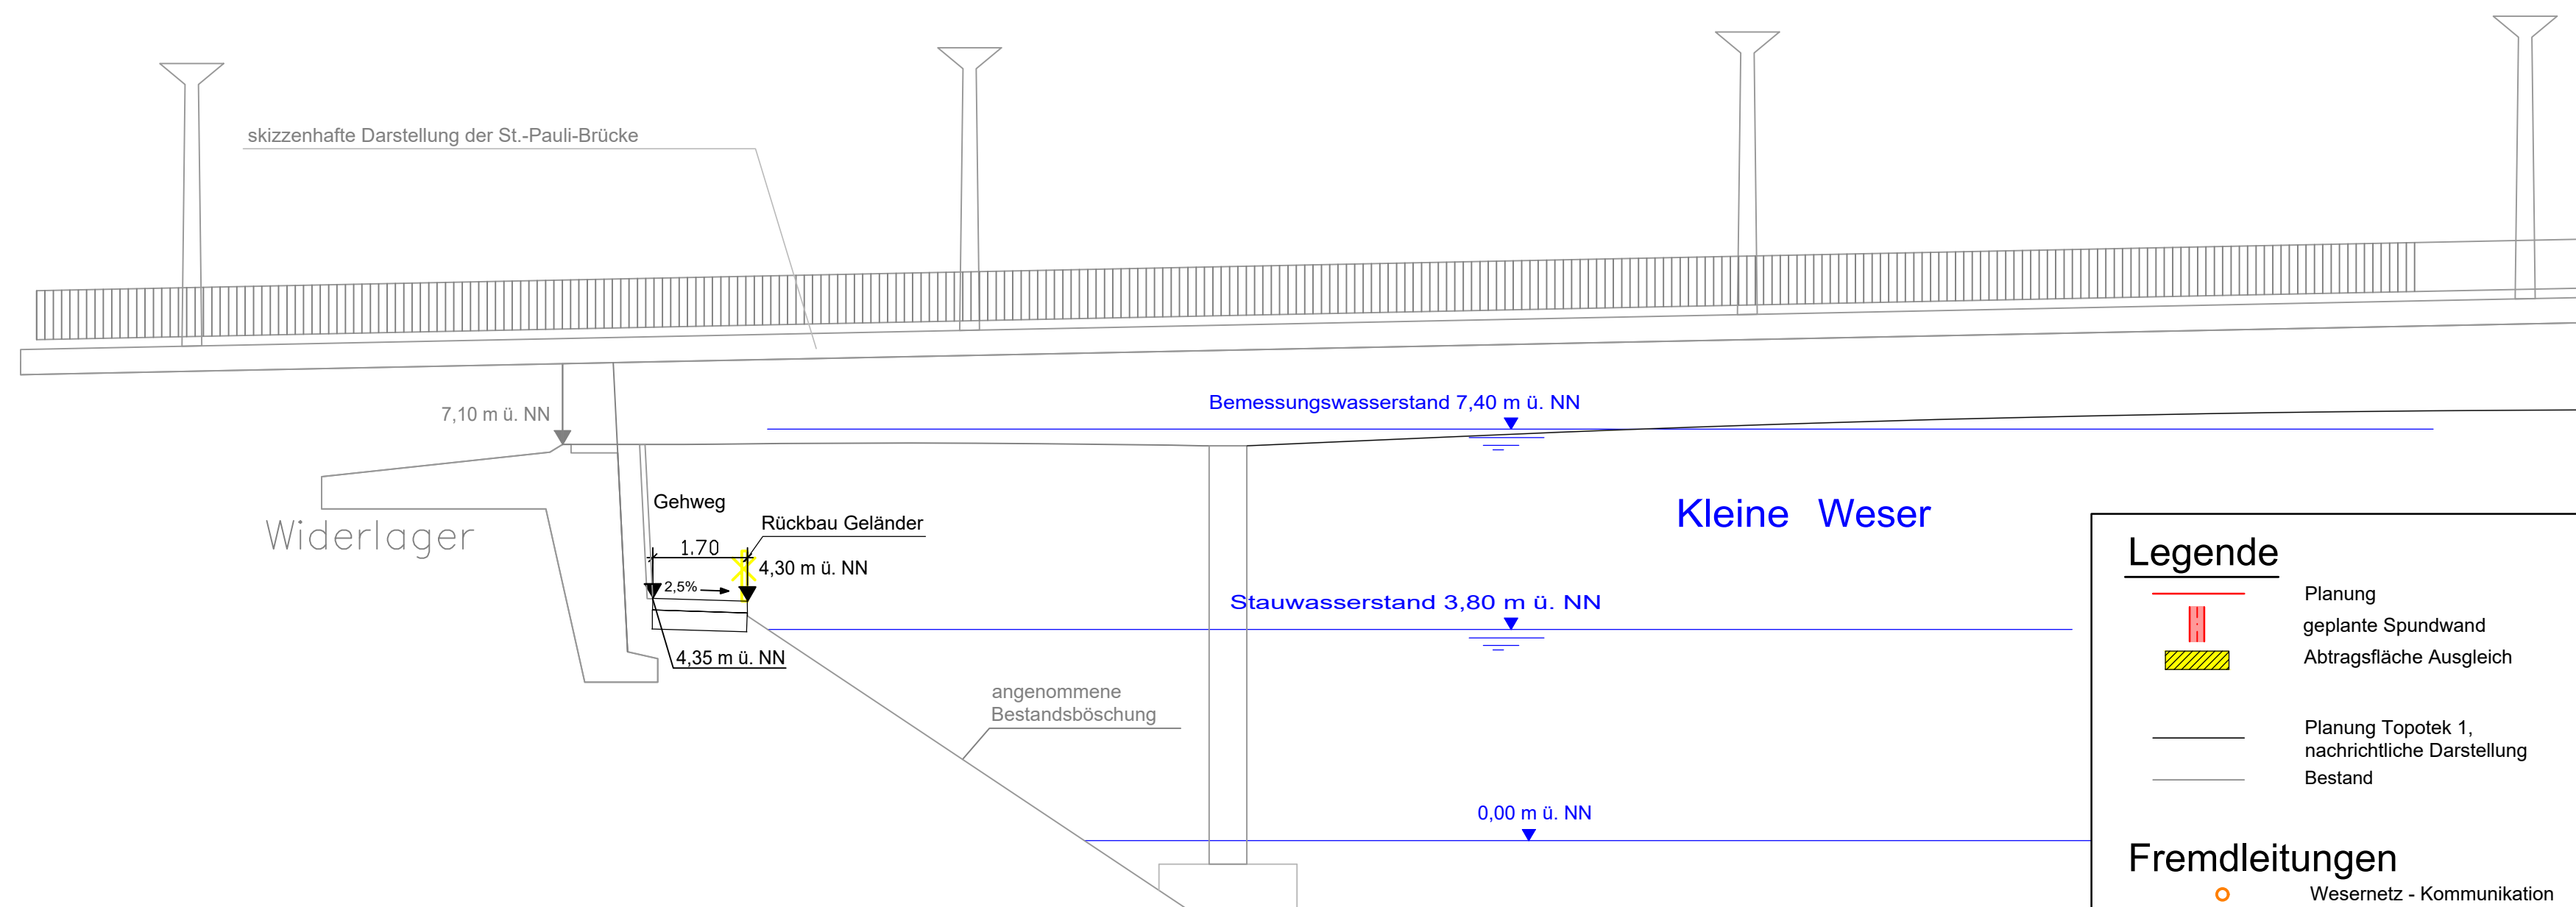 skizzenhafte Darstellung der St.-Pauli-Brücke
7,10 m ü. NN
Bemessungswasserstand 7,40 m ü. NN
Widerlager
Gehweg
Rückbau Geländer
1.70
4,30 m ü. NN
2,5%
4,35 m ü. NN
Kleine Weser
Stauwasserstand 3,80 m ü. NN
angenommene
Bestandsböschung
0,00 m ü. NN
Legende
Planung
geplante Spundwand
Abtragsfläche Ausgleich
Planung Topotek 1,
nachrichtliche Darstellung
Bestand
Fremdleitungen
Wesernetz - Kommunikation